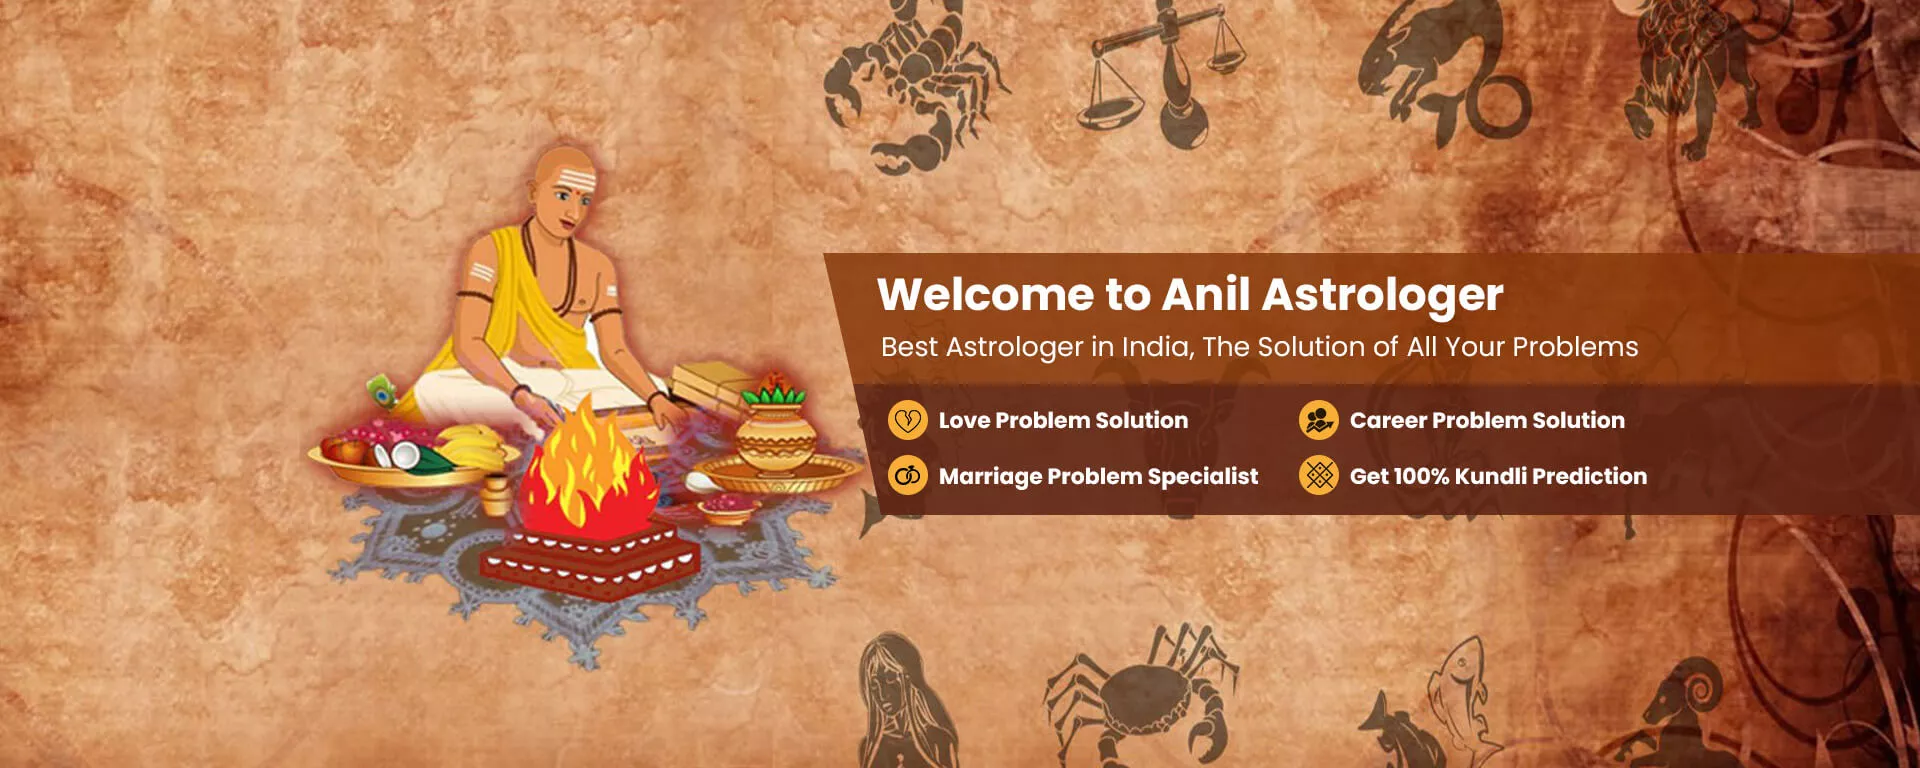 Welcome to Anil Astrologer
Best Astrologer in India, The Solution of All Your Problems
Love Problem Solution
Career Problem Solution
Marriage Problem Specialist
Get 100% Kundli Prediction